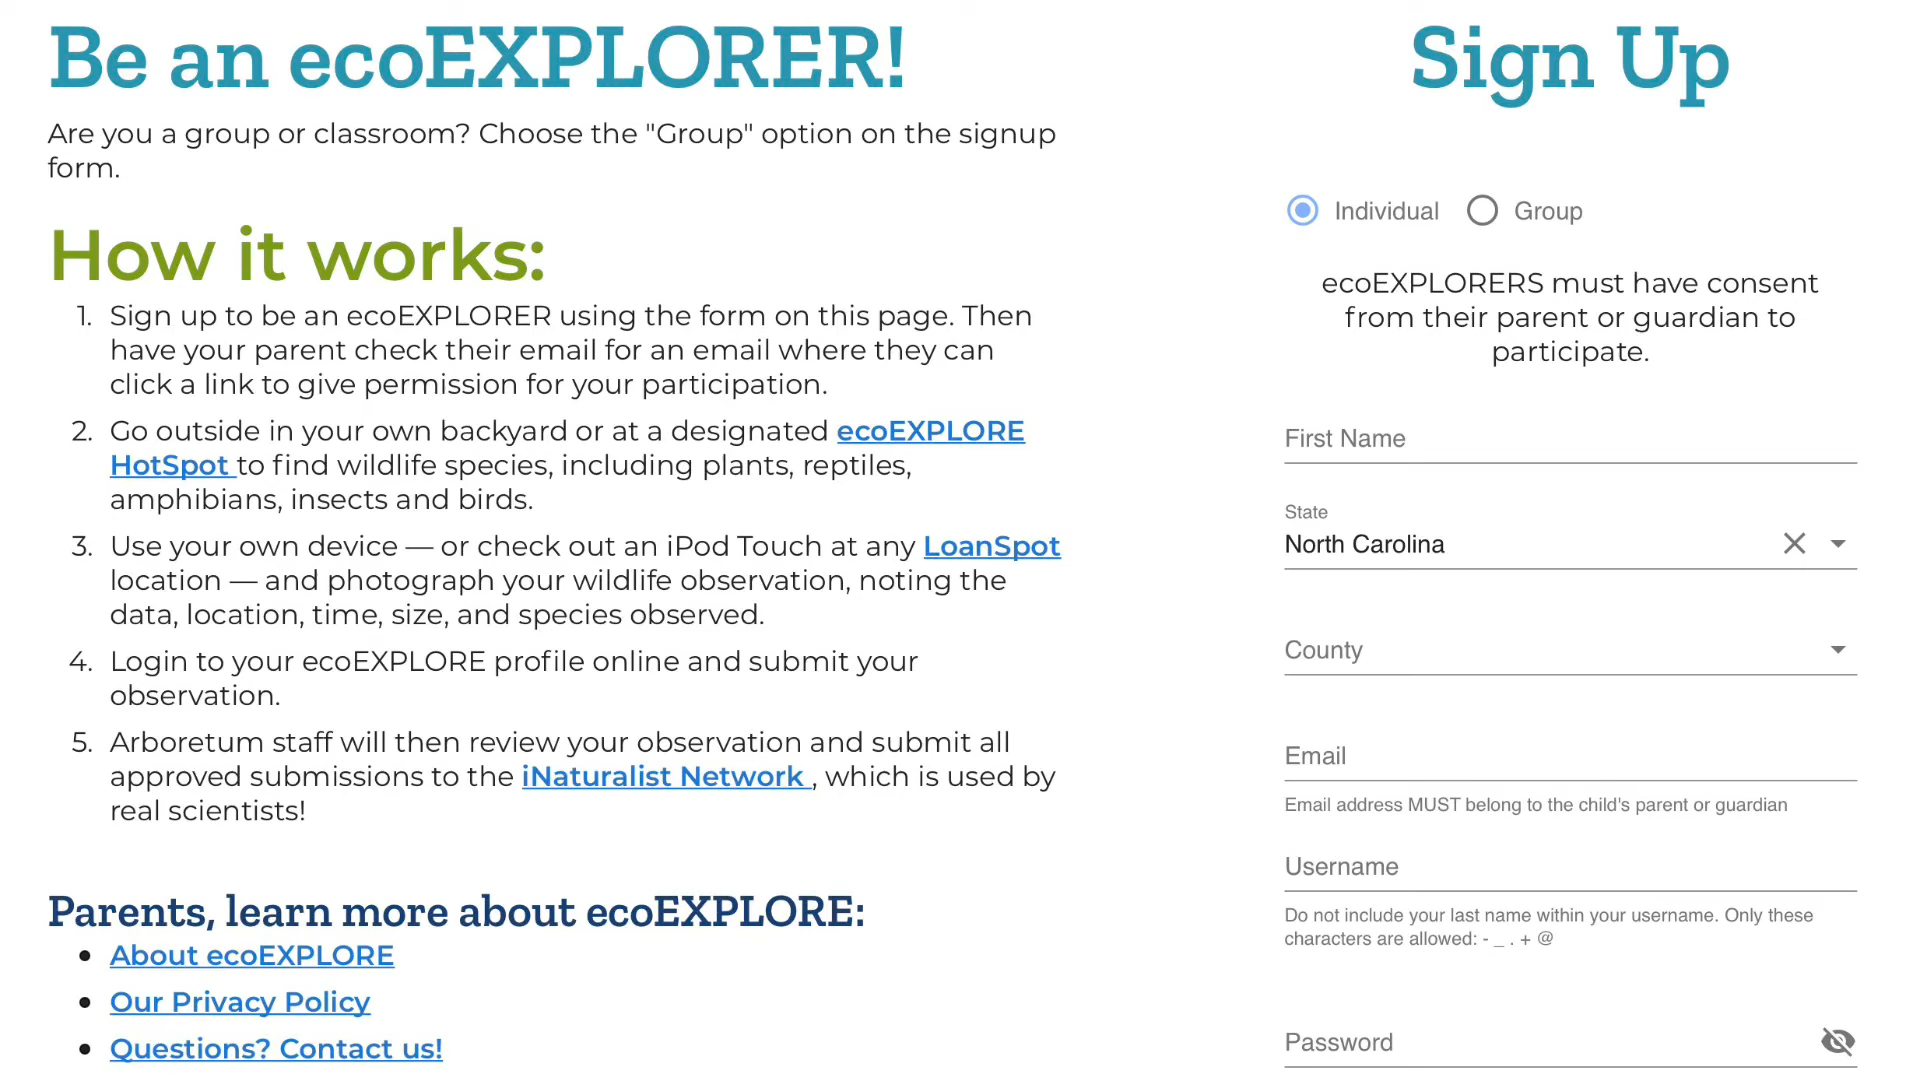 Be an ecoEXPLORER!
Are you a group or classroom? Choose the "Group" option on the signup
form.
How it works:
1. Sign up to be an ecoEXPLORER using the form on this page. Then
have your parent check their email for an email where they can
click a link to give permission for your participation.
2. Go outside in your own backyard or at a designated ecoEXPLORE
HotSpot to find wildlife species, including plants, reptiles,
amphibians, insects and birds.
3. Use your own device — or check out an iPod Touch at any LoanSpot
location — and photograph your wildlife observation, noting the
data, location, time, size, and species observed.
4. Login to your ecoEXPLORE profile online and submit your
observation.
5. Arboretum staff will then review your observation and submit all
approved submissions to the iNaturalist Network , which is used by
real scientists!
Parents, learn more about ecoEXPLORE:
• About ecoEXPLORE
• Our Privacy Policy
• Questions? Contact us!
Sign Up
Individual Group
ecoEXPLORERS must have consent
from their parent or guardian to
participate.
First Name
State
North Carolina
County
Email
Email address MUST belong to the child's parent or guardian
Username
Do not include your last name within your username. Only these
characters are allowed: - _ . + @
Password